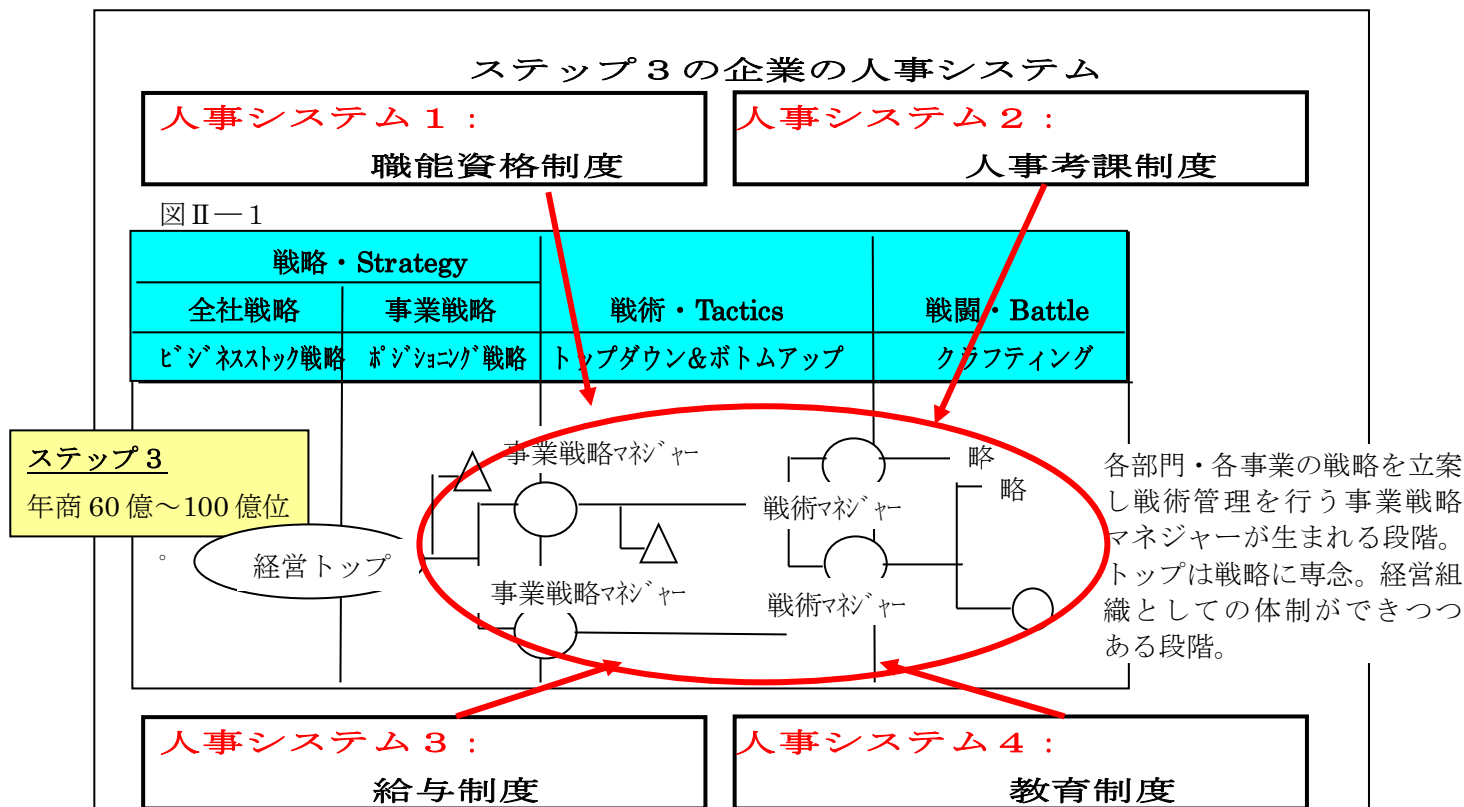 ステップ３の企業の人事システム
人事システム１：
職能資格制度
人事システム２：
人事考課制度
図Ⅱ－１
戦略・Strategy
全社戦略
事業戦略
戦術・Tactics
戦闘・Battle
ﾋﾞｼﾞﾈｽｽﾄｯｸ戦略
ﾎﾟｼﾞｼｮﾆﾝｸﾞ戦略
トップダウン＆ボトムアップ
クラフティング
ステップ３
年商 60 億～100 億位
。
経営トップ
事業戦略ﾏﾈｼﾞｬｰ
事業戦略ﾏﾈｼﾞｬｰ
戦術ﾏﾈｼﾞｬｰ
戦術ﾏﾈｼﾞｬｰ
略
略
各部門・各事業の戦略を立案
し戦術管理を行う事業戦略
マネジャーが生まれる段階。
トップは戦略に専念。経営組
織としての体制ができつつ
ある段階。
人事システム３：
給与制度
人事システム４：
教育制度